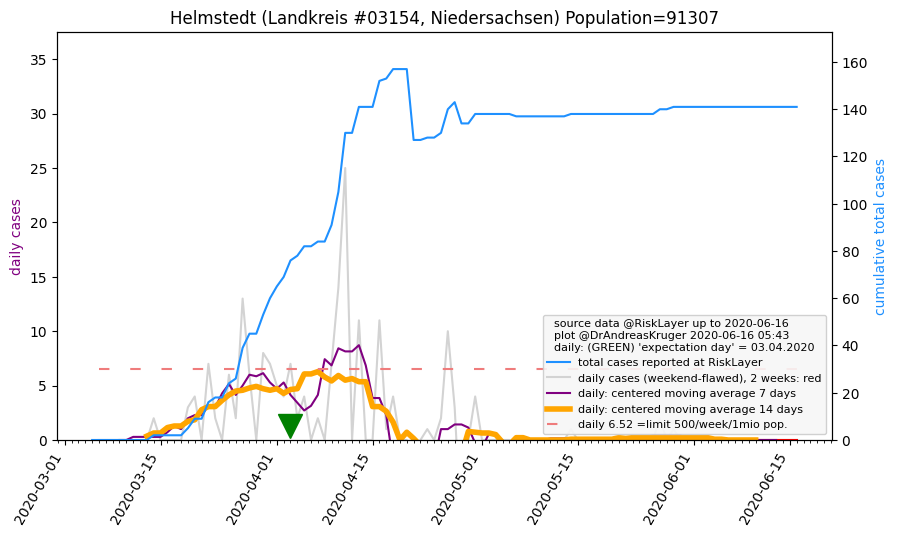 Helmstedt (Landkreis #03154, Niedersachsen) Population=91307
daily cases
35
30
25
20
15
10
5
0
cumulative total cases
160
140
120
100
80
60
40
20
0
source data @RiskLayer up to 2020-06-16
plot @DrAndreasKruger 2020-06-16 05:43
daily: (GREEN) 'expectation day' = 03.04.2020
total cases reported at RiskLayer
daily cases (weekend-flawed), 2 weeks: red
daily: centered moving average 7 days
daily: centered moving average 14 days
daily 6.52 =limit 500/week/1mio pop.
2020-03-01
2020-03-15
2020-04-01
2020-04-15
2020-05-01
2020-05-15
2020-06-01
2020-06-15